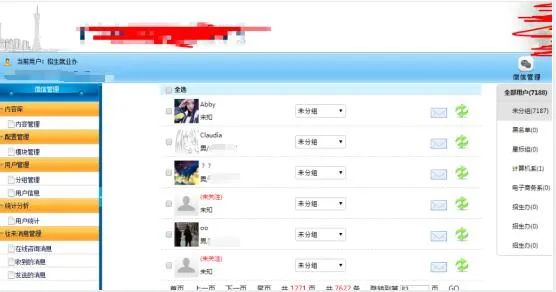 当前用户: 招生就业办
微信管理
微信管理
内容库
内容管理
配置管理
模块管理
用户管理
分组管理
用户信息
统计分析
用户统计
往来消息管理
在线咨询消息
收到的消息
发送的消息
全选
Abby
未知
未分组
Claudia
男/
未分组
? ?
男/
未分组
(未关注)
未知
未分组
oo
男/
未分组
(未关注)
未知
未分组
首页 上一页 下一页 尾页 共 1271 页 共 7622 条 跳转到第 页 GO
全部用户(7188)
未分组(7187)
黑名单(0)
星标组(0)
计算机系(1)
电子商务系(0)
招生办(0)
招生办(0)
招生办(0)